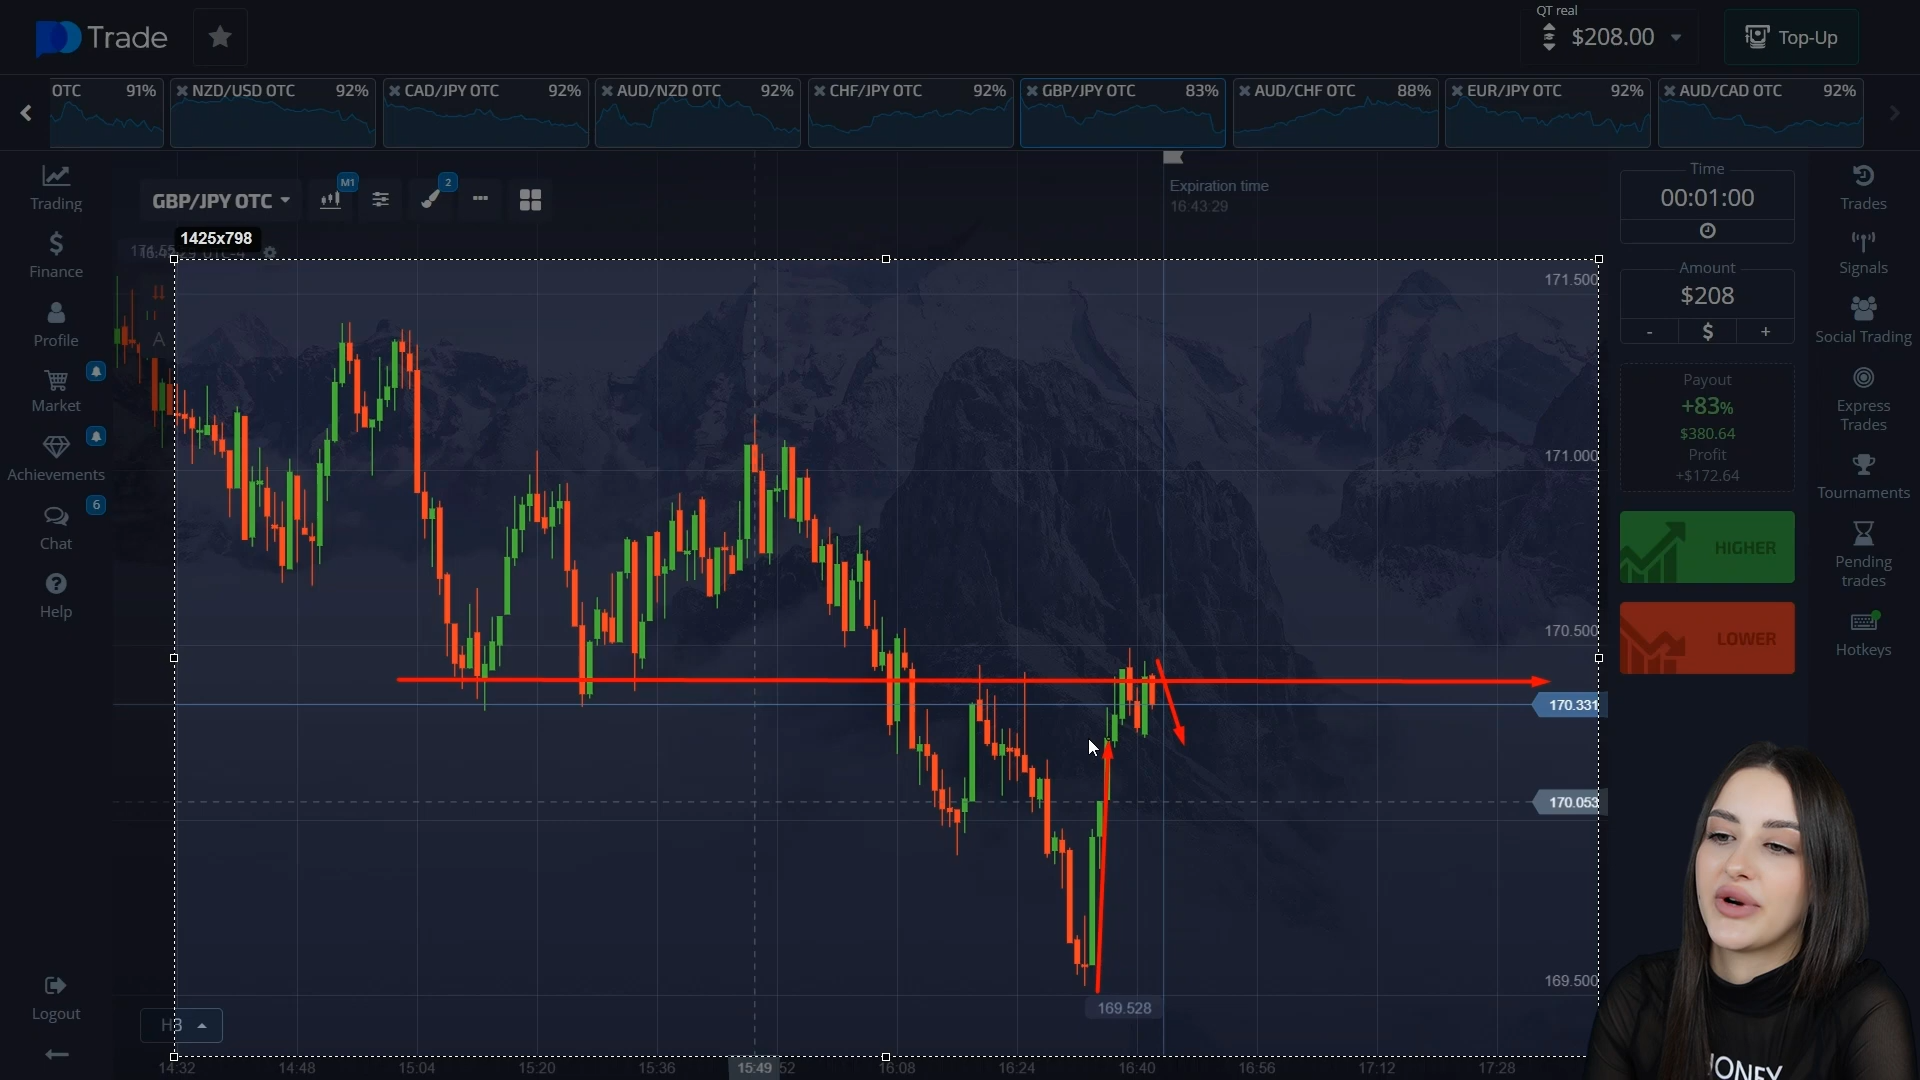 Trade
QT real
$208.00
Top-Up
OTC 91%
NZD/USD OTC 92%
CAD/JPY OTC 92%
AUD/NZD OTC 92%
CHF/JPY OTC 92%
GBP/JPY OTC 83%
AUD/CHF OTC 88%
EUR/JPY OTC 92%
AUD/CAD OTC 92%
Trading
Finance
Profile
Market
Achievements
6
Chat
Help
Logout
GBP/JPY OTC
M1
2
1425x798
Expiration time
16:43:29
A
171.500
171.000
170.500
170.331
170.053
169.500
169.528
H3
14:32
14:48
15:04
15:20
15:36
15:49
52
16:08
16:24
16:40
16:56
17:12
17:28
Time
00:01:00
Amount
$208
- $ +
Payout
+83%
$380.64
Profit
+$172.64
HIGHER
LOWER
Trades
Signals
Social Trading
Express
Trades
Tournaments
Pending
trades
Hotkeys